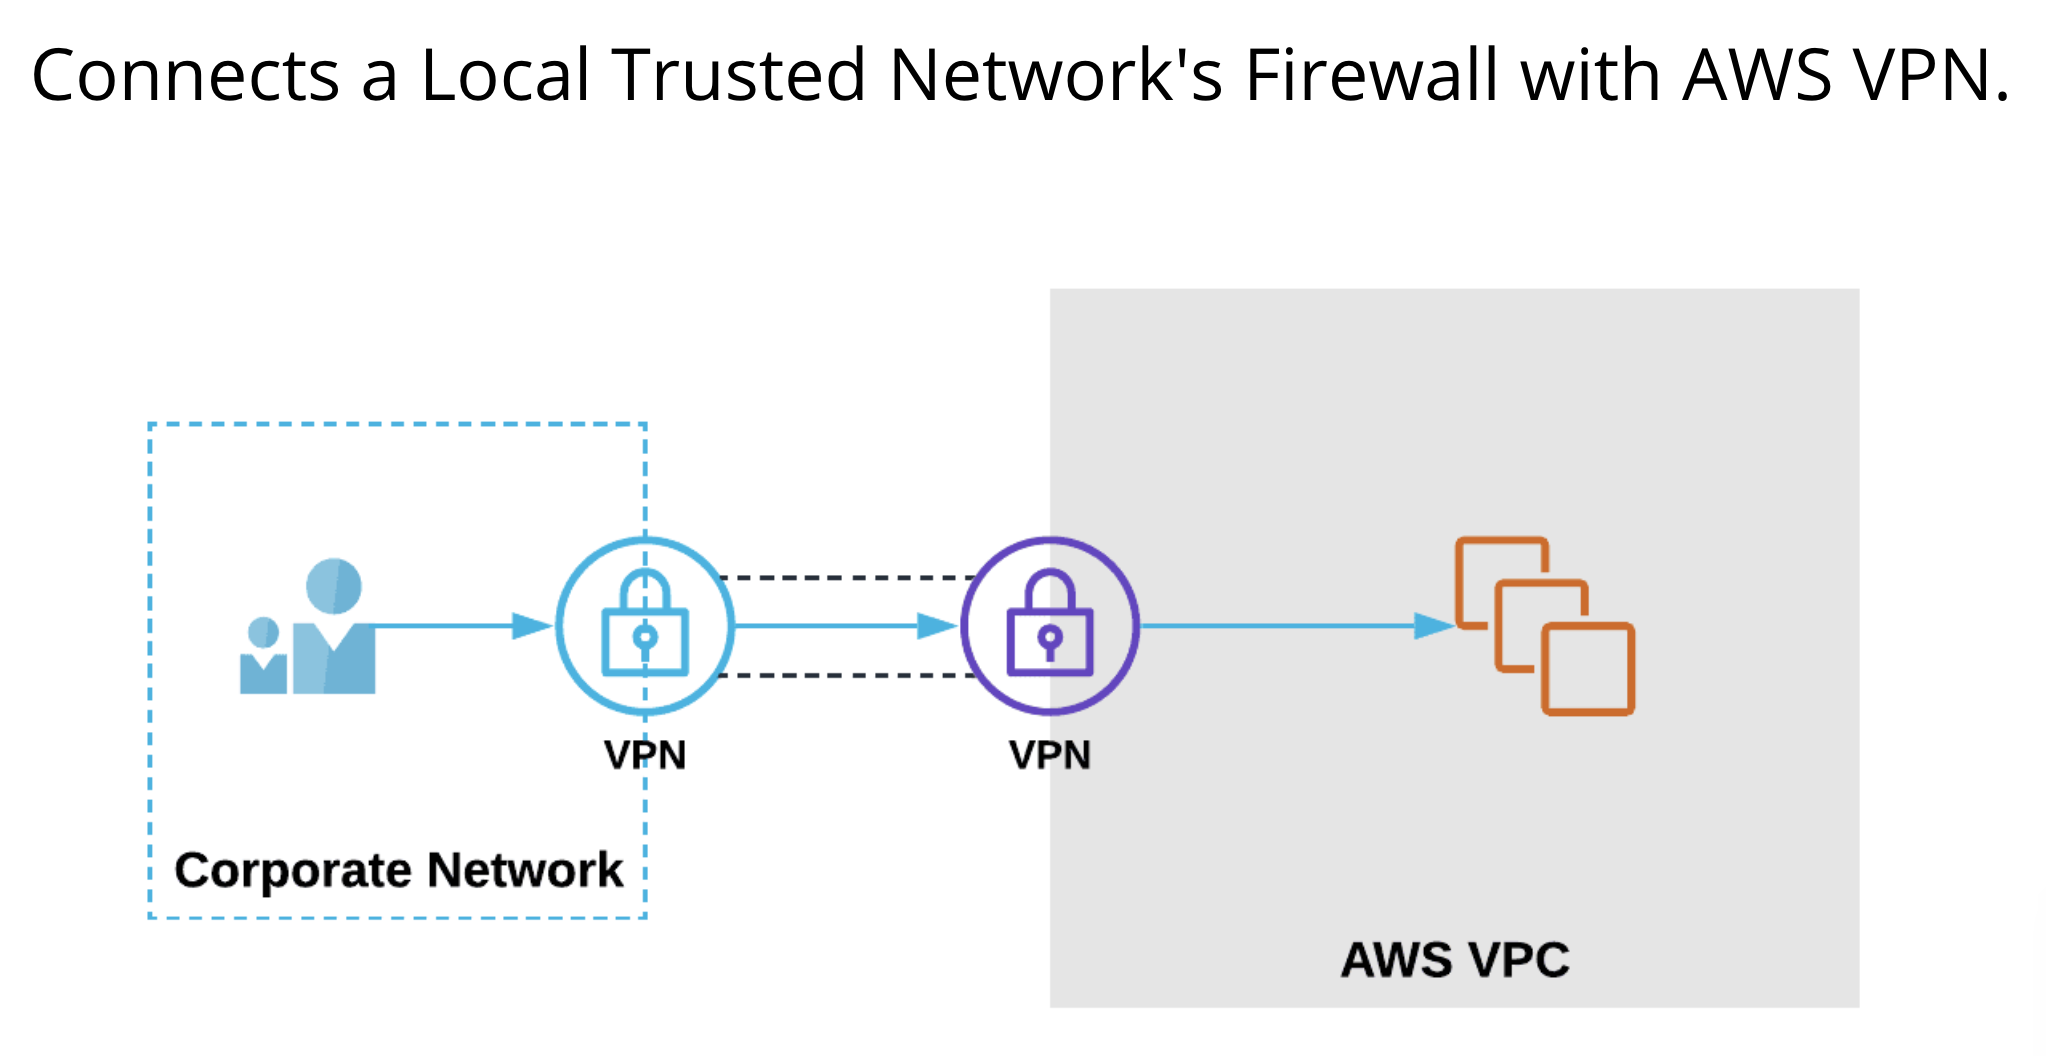 Connects a Local Trusted Network's Firewall with AWS VPN.
VPN
VPN
Corporate Network
AWS VPC